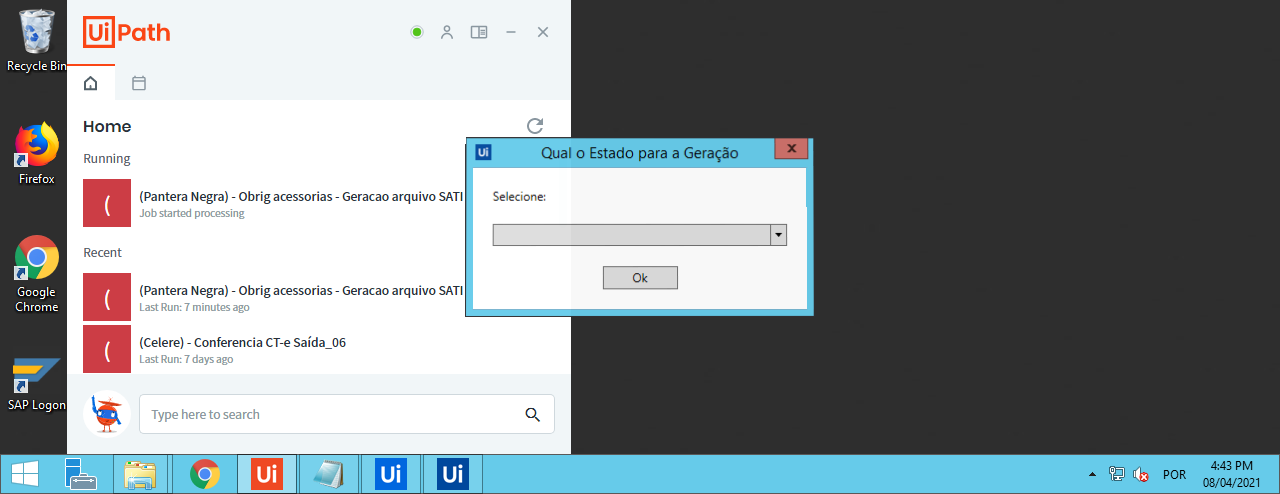 Recycle Bin
Firefox
Google
Chrome
SAP Logon
UiPath
Home
Running
(
(Pantera Negra) - Obrig acessorias - Geracao arquivo SATI
Job started processing
Recent
(
(Pantera Negra) - Obrig acessorias - Geracao arquivo SATI
Last Run: 7 minutes ago
(
(Celere) - Conferencia CT-e Saída_06
Last Run: 7 days ago
Type here to search
Ui
Qual o Estado para a Geração
x
Selecione:
Ok
Ui
Ui
Ui
POR
4:43 PM
08/04/2021